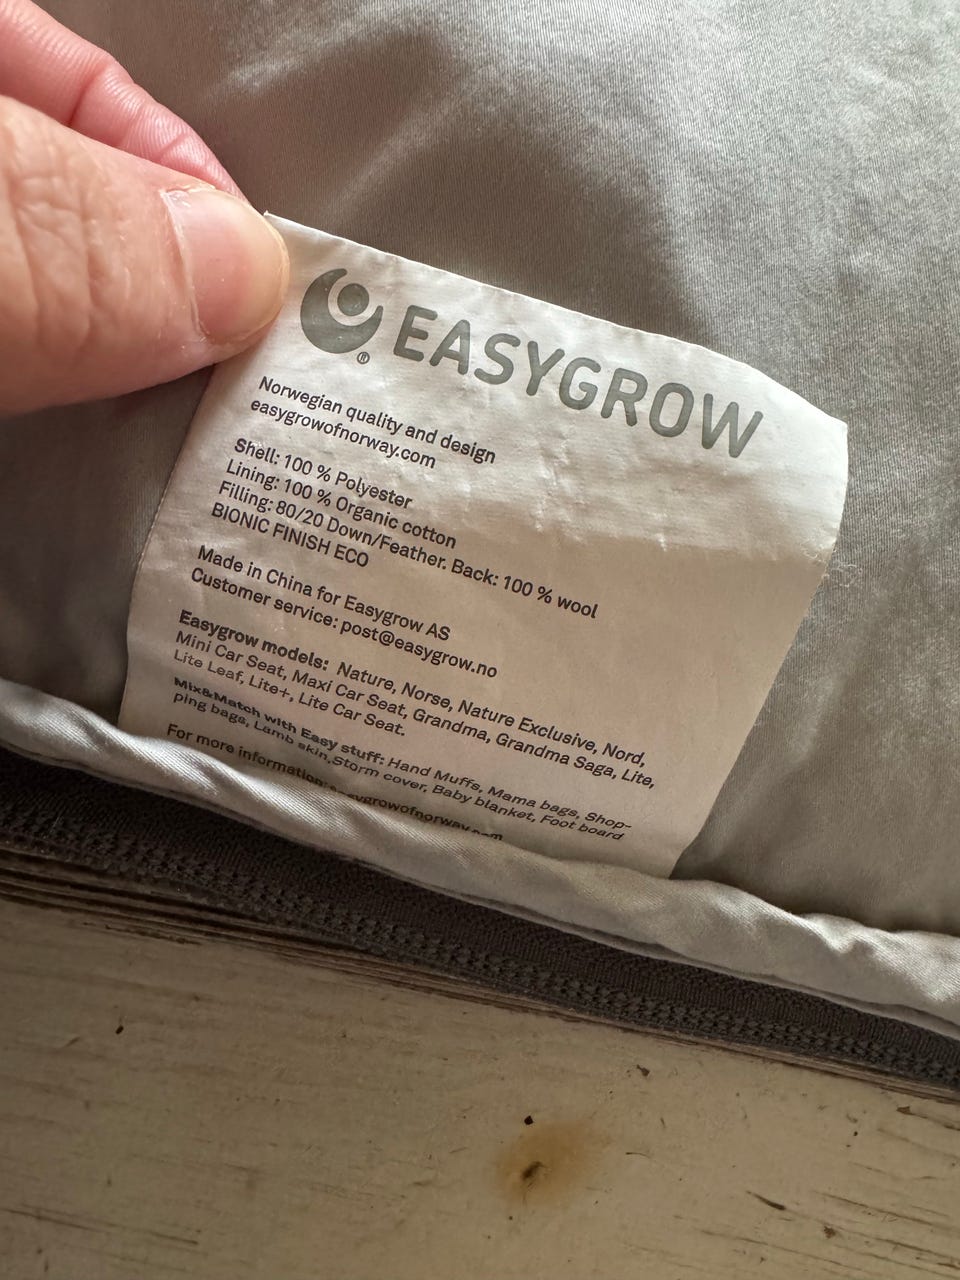 EASYGROW
®
Norwegian quality and design
easygrowofnorway.com
Shell: 100 % Polyester
Lining: 100 % Organic cotton
Filling: 80/20 Down/Feather. Back: 100 % wool
BIONIC FINISH ECO
Made in China for Easygrow AS
Customer service: post@easygrow.no
Easygrow models: Nature, Norse, Nature Exclusive, Nord,
Mini Car Seat, Maxi Car Seat, Grandma, Grandma Saga, Lite,
Lite Leaf, Lite+, Lite Car Seat.
Mix&Match with Easy stuff: Hand Muffs, Mama bags, Shop-
ping bags, Lamb skin,Storm cover, Baby blanket, Foot board
For more information: easygrowofnorway.com